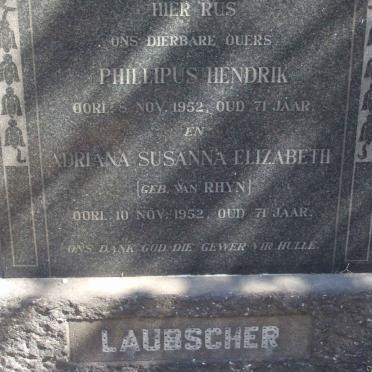 HIER RUS
ONS DIERBARE OUERS
PHILLIPUS HENDRIK
OORL. 8 NOV. 1952, OUD 71 JAAR.
EN
ADRIANA SUSANNA ELIZABETH
(GEB. VAN RHYN)
OORL. 10 NOV. 1952, OUD 71 JAAR.
ONS DANK GOD DIE GEWER VIR HULLE.
LAUBSCHER